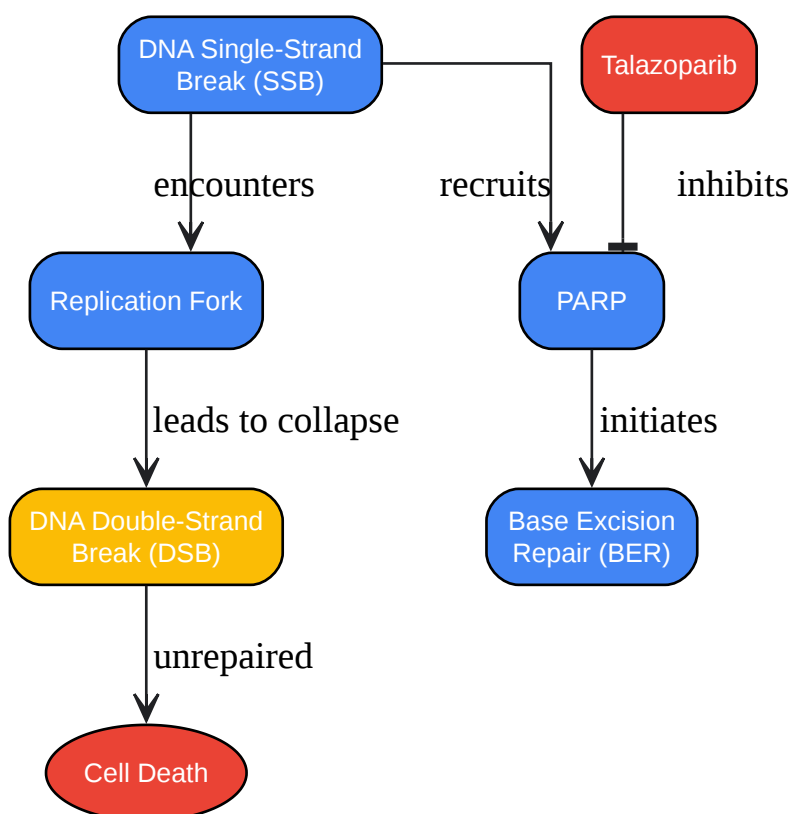 DNA Single-Strand
Break (SSB)
Talazoparib
encounters
recruits
inhibits
Replication Fork
PARP
leads to collapse
initiates
DNA Double-Strand
Break (DSB)
Base Excision
Repair (BER)
unrepaired
Cell Death